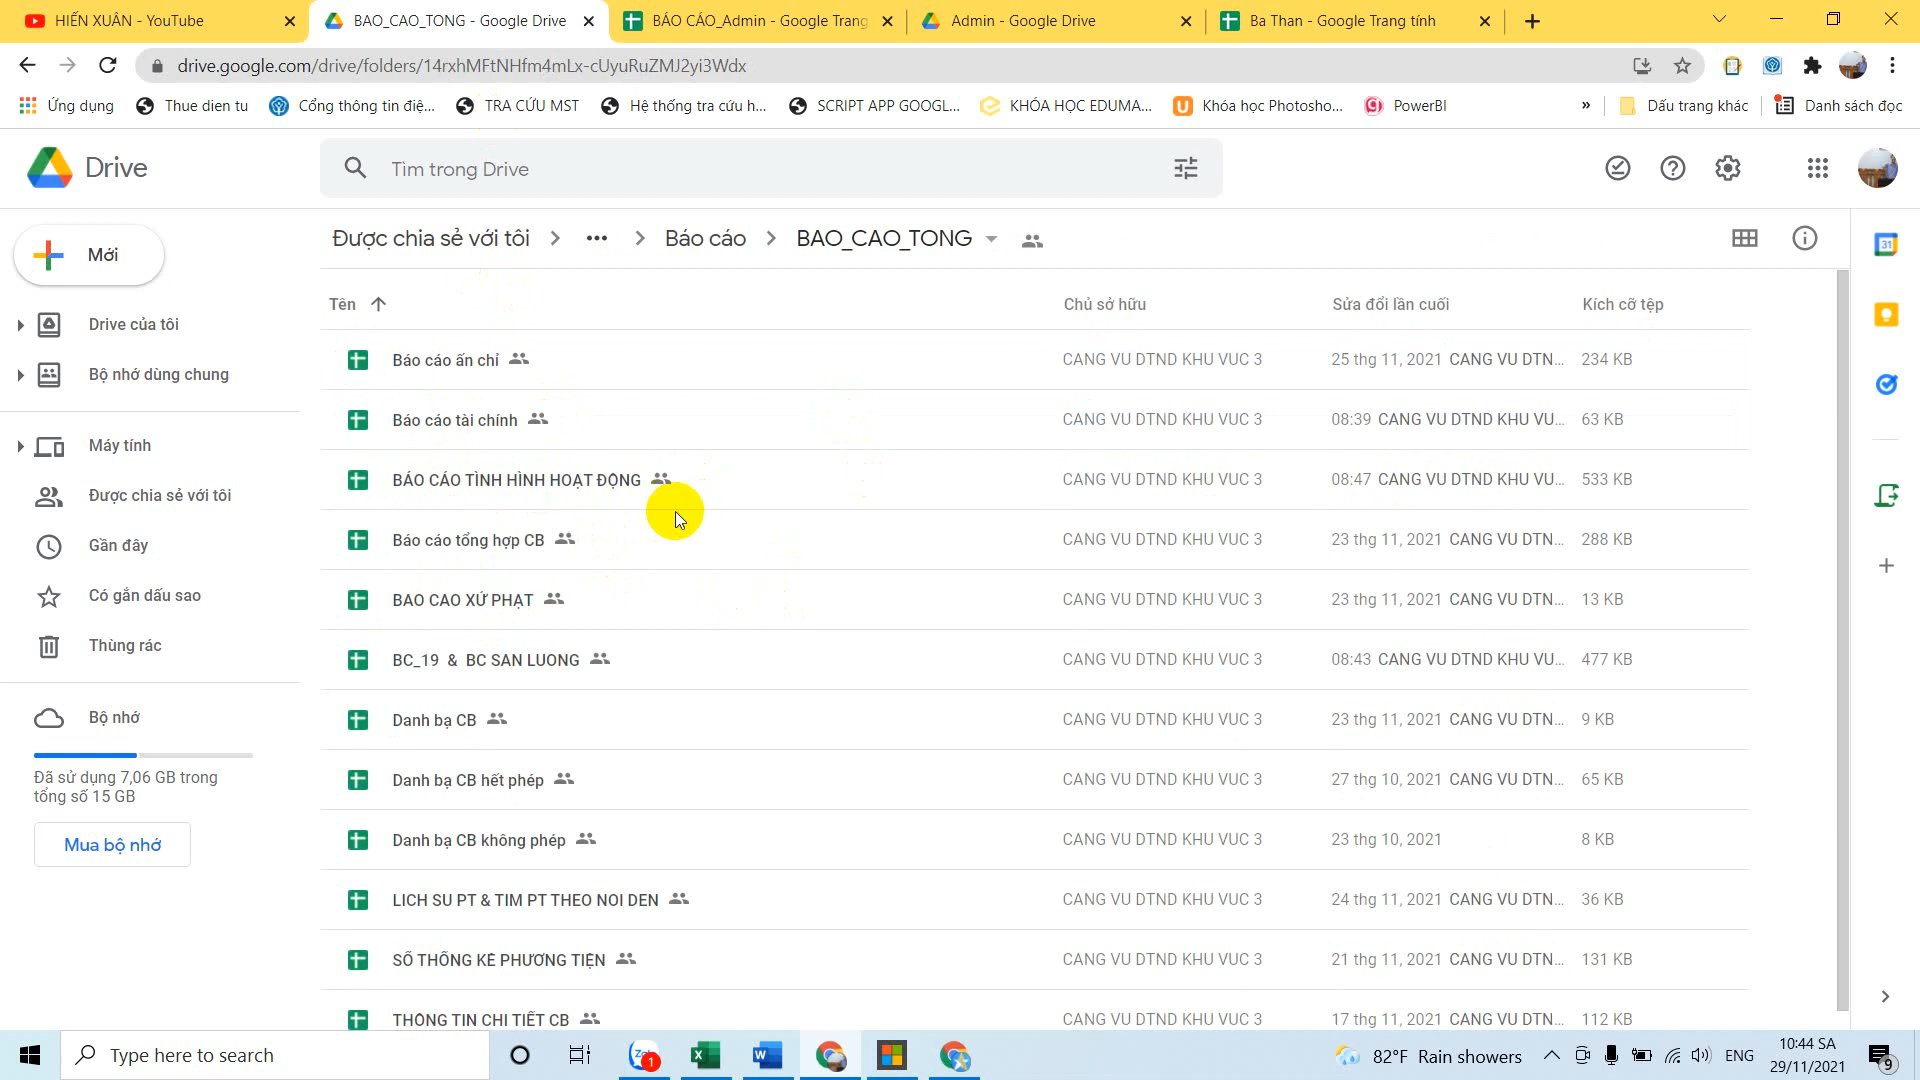 HIẾN XUÂN - YouTube
BAO_CAO_TONG - Google Drive
BÁO CÁO_Admin - Google Trang
Admin - Google Drive
Ba Than - Google Trang tính
drive.google.com/drive/folders/14rxhMFtNHfm4mLx-cUyuRuZMJ2yi3Wdx
Ứng dụng
Thue dien tu
Cổng thông tin điệ...
TRA CỨU MST
Hệ thống tra cứu h...
SCRIPT APP GOOGL...
KHÓA HỌC EDUMA...
Khóa học Photosho...
PowerBI
»
Dấu trang khác
Danh sách đọc
Drive
Tìm trong Drive
Mới
Drive của tôi
Bộ nhớ dùng chung
Máy tính
Được chia sẻ với tôi
Gần đây
Có gắn dấu sao
Thùng rác
Bộ nhớ
Đã sử dụng 7,06 GB trong
tổng số 15 GB
Mua bộ nhớ
Được chia sẻ với tôi > ••• > Báo cáo > BAO_CAO_TONG
Tên Chủ sở hữu Sửa đổi lần cuối Kích cỡ tệp
Báo cáo ấn chỉ CANG VU DTND KHU VUC 3 25 thg 11, 2021 CANG VU DTN... 234 KB
Báo cáo tài chính CANG VU DTND KHU VUC 3 08:39 CANG VU DTND KHU VU... 63 KB
BÁO CÁO TÌNH HÌNH HOẠT ĐỘNG CANG VU DTND KHU VUC 3 08:47 CANG VU DTND KHU VU... 533 KB
Báo cáo tổng hợp CB CANG VU DTND KHU VUC 3 23 thg 11, 2021 CANG VU DTN... 288 KB
BAO CAO XỬ PHẠT CANG VU DTND KHU VUC 3 23 thg 11, 2021 CANG VU DTN... 13 KB
BC_19 & BC SAN LUONG CANG VU DTND KHU VUC 3 08:43 CANG VU DTND KHU VU... 477 KB
Danh bạ CB CANG VU DTND KHU VUC 3 23 thg 11, 2021 CANG VU DTN... 9 KB
Danh bạ CB hết phép CANG VU DTND KHU VUC 3 27 thg 10, 2021 CANG VU DTN... 65 KB
Danh bạ CB không phép CANG VU DTND KHU VUC 3 23 thg 10, 2021 8 KB
LICH SU PT & TIM PT THEO NOI DEN CANG VU DTND KHU VUC 3 24 thg 11, 2021 CANG VU DTN... 36 KB
SỔ THỐNG KÊ PHƯƠNG TIỆN CANG VU DTND KHU VUC 3 21 thg 11, 2021 CANG VU DTN... 131 KB
THÔNG TIN CHI TIẾT CB CANG VU DTND KHU VUC 3 17 thg 11, 2021 CANG VU DTN... 112 KB
31
Type here to search
1
82°F Rain showers
ENG
10:44 SA
29/11/2021
9